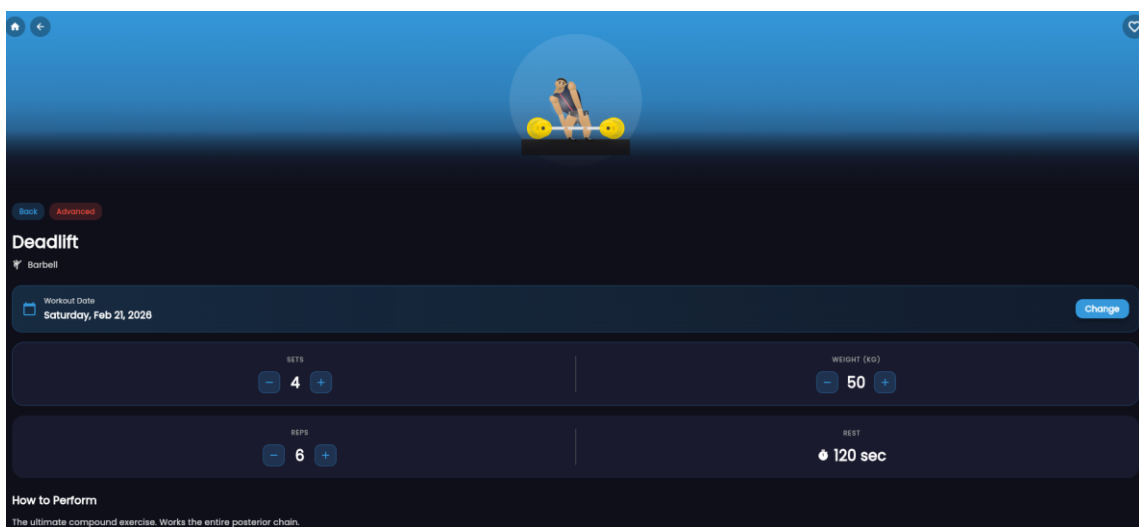 Back Advanced
Deadlift
Barbell
Workout Date
Saturday, Feb 21, 2026
Change
SETS
− 4 +
WEIGHT (KG)
− 50 +
REPS
− 6 +
REST
120 sec
How to Perform
The ultimate compound exercise. Works the entire posterior chain.